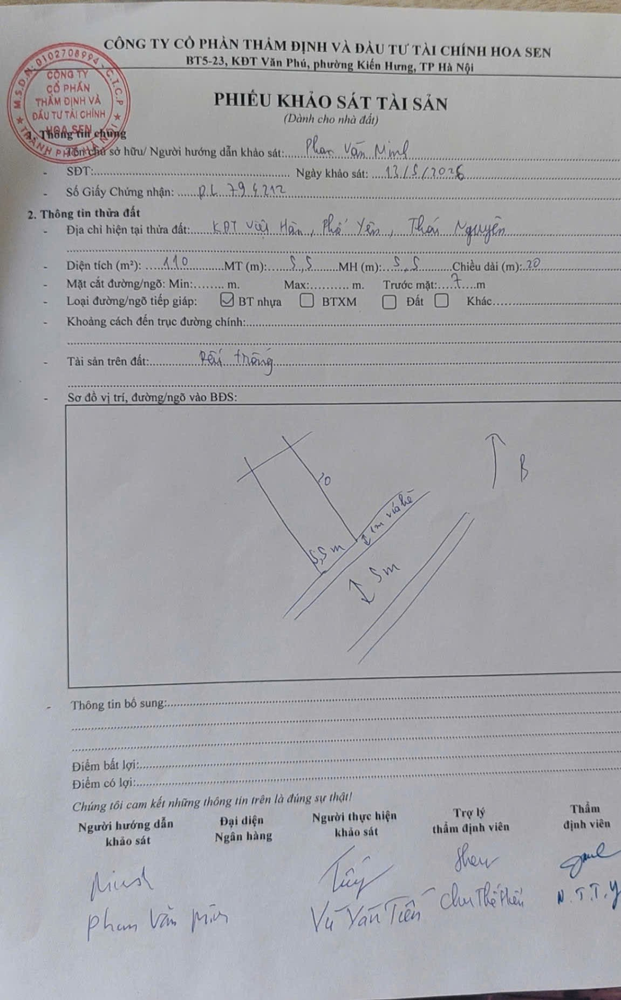 CÔNG TY CỔ PHẦN THẨM ĐỊNH VÀ ĐẦU TƯ TÀI CHÍNH HOA SEN
BT5-23, KĐT Văn Phú, phường Kiến Hưng, TP Hà Nội
M.S.D.N: 0102708994 - C.T.C.P
CÔNG TY
CỔ PHẦN
THẨM ĐỊNH VÀ
ĐẦU TƯ TÀI CHÍNH
HOA SEN
THÀNH PHỐ HÀ NỘI
PHIẾU KHẢO SÁT TÀI SẢN
(Dành cho nhà đất)
1. Thông tin chung
Tên chủ sở hữu/ Người hướng dẫn khảo sát: Phan Văn Minh
- SĐT: Ngày khảo sát: 13/5/2026
- Số Giấy Chứng nhận:
2. Thông tin thửa đất
- Địa chỉ hiện tại thửa đất: KĐT Việt Hàn, Phổ Yên, Thái Nguyên
- Diện tích (m²): 110 MT (m): 5,5 MH (m): 5,5 Chiều dài (m): 20
- Mặt cắt đường/ngõ: Min: m. Max: m. Trước mặt: 7 m
- Loại đường/ngõ tiếp giáp: BT nhựa BTXM Đất Khác
- Khoảng cách đến trục đường chính:
- Tài sản trên đất: Đất trống
- Sơ đồ vị trí, đường/ngõ vào BĐS:
B
20
1m vỉa hè
5,5 m
5m
- Thông tin bổ sung:
Điểm bất lợi:
Điểm có lợi:
Chúng tôi cam kết những thông tin trên là đúng sự thật!
Người hướng dẫn khảo sát
Đại diện Ngân hàng
Người thực hiện khảo sát
Trợ lý thẩm định viên
Thẩm định viên
Minh
Phan Văn Minh
Vũ Văn Tiến
Chu Thế
N.T.T.Y